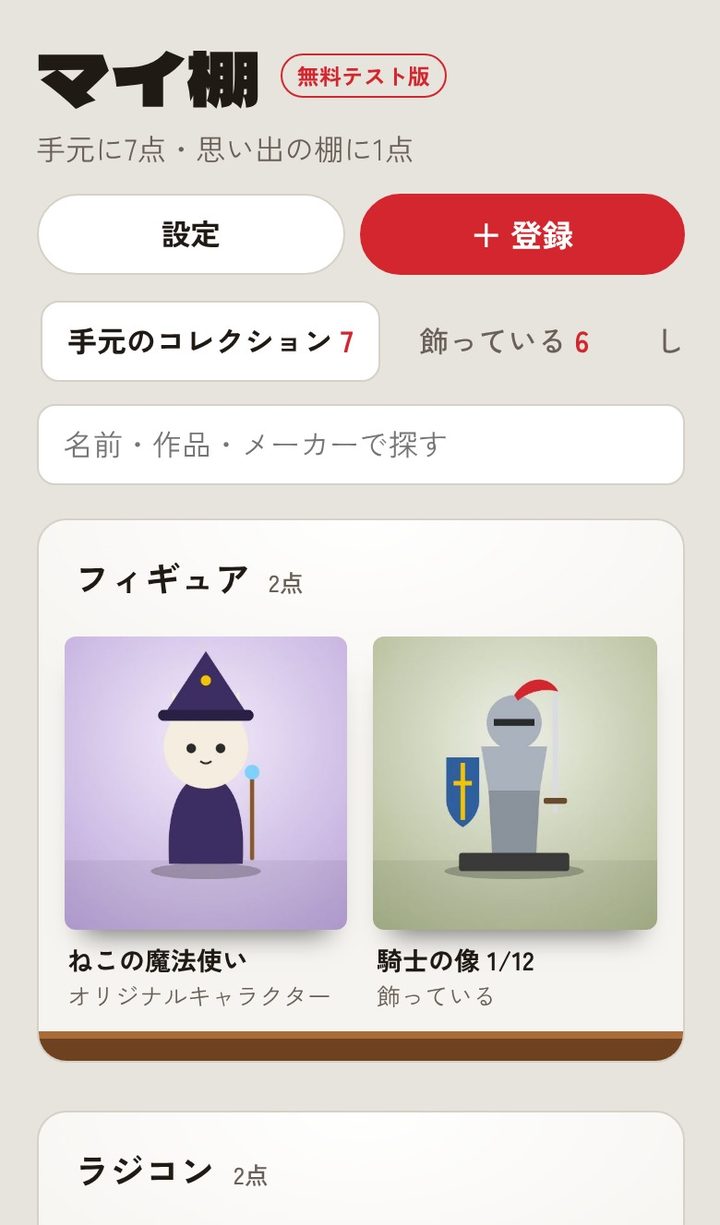 マイ棚 無料テスト版
手元に7点・思い出の棚に1点
設定 ＋ 登録
手元のコレクション 7 飾っている 6 し
名前・作品・メーカーで探す
フィギュア 2点
ねこの魔法使い 騎士の像 1/12
オリジナルキャラクター 飾っている
ラジコン 2点